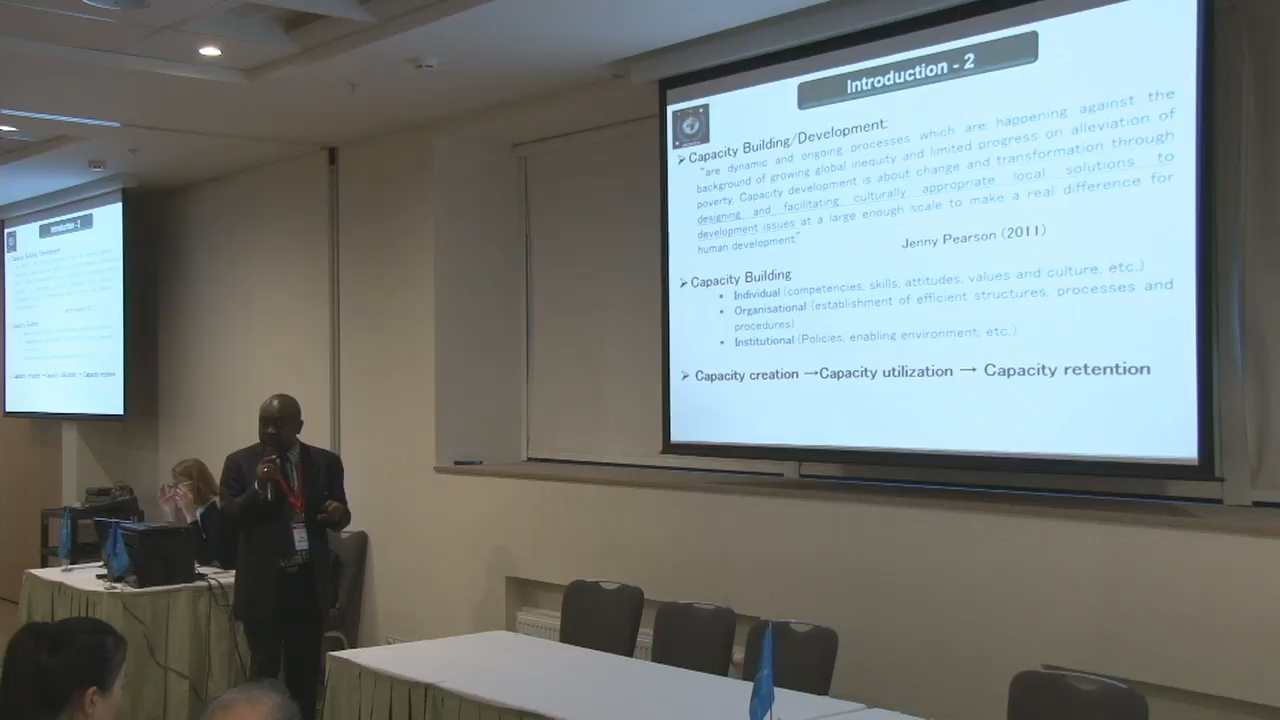 Introduction - 2
➢ Capacity Building/Development:
"are dynamic and ongoing processes which are happening against the
background of growing global inequity and limited progress on alleviation of
poverty. Capacity development is about change and transformation through
designing and facilitating culturally appropriate local solutions to
development issues at a large enough scale to make a real difference for
human development"
Jenny Pearson (2011)
➢ Capacity Building
• Individual (competencies, skills, attitudes, values and culture, etc.)
• Organisational (establishment of efficient structures, processes and
procedures)
• Institutional (Policies, enabling environment, etc.)
➢ Capacity creation →Capacity utilization → Capacity retention
Introduction - 2